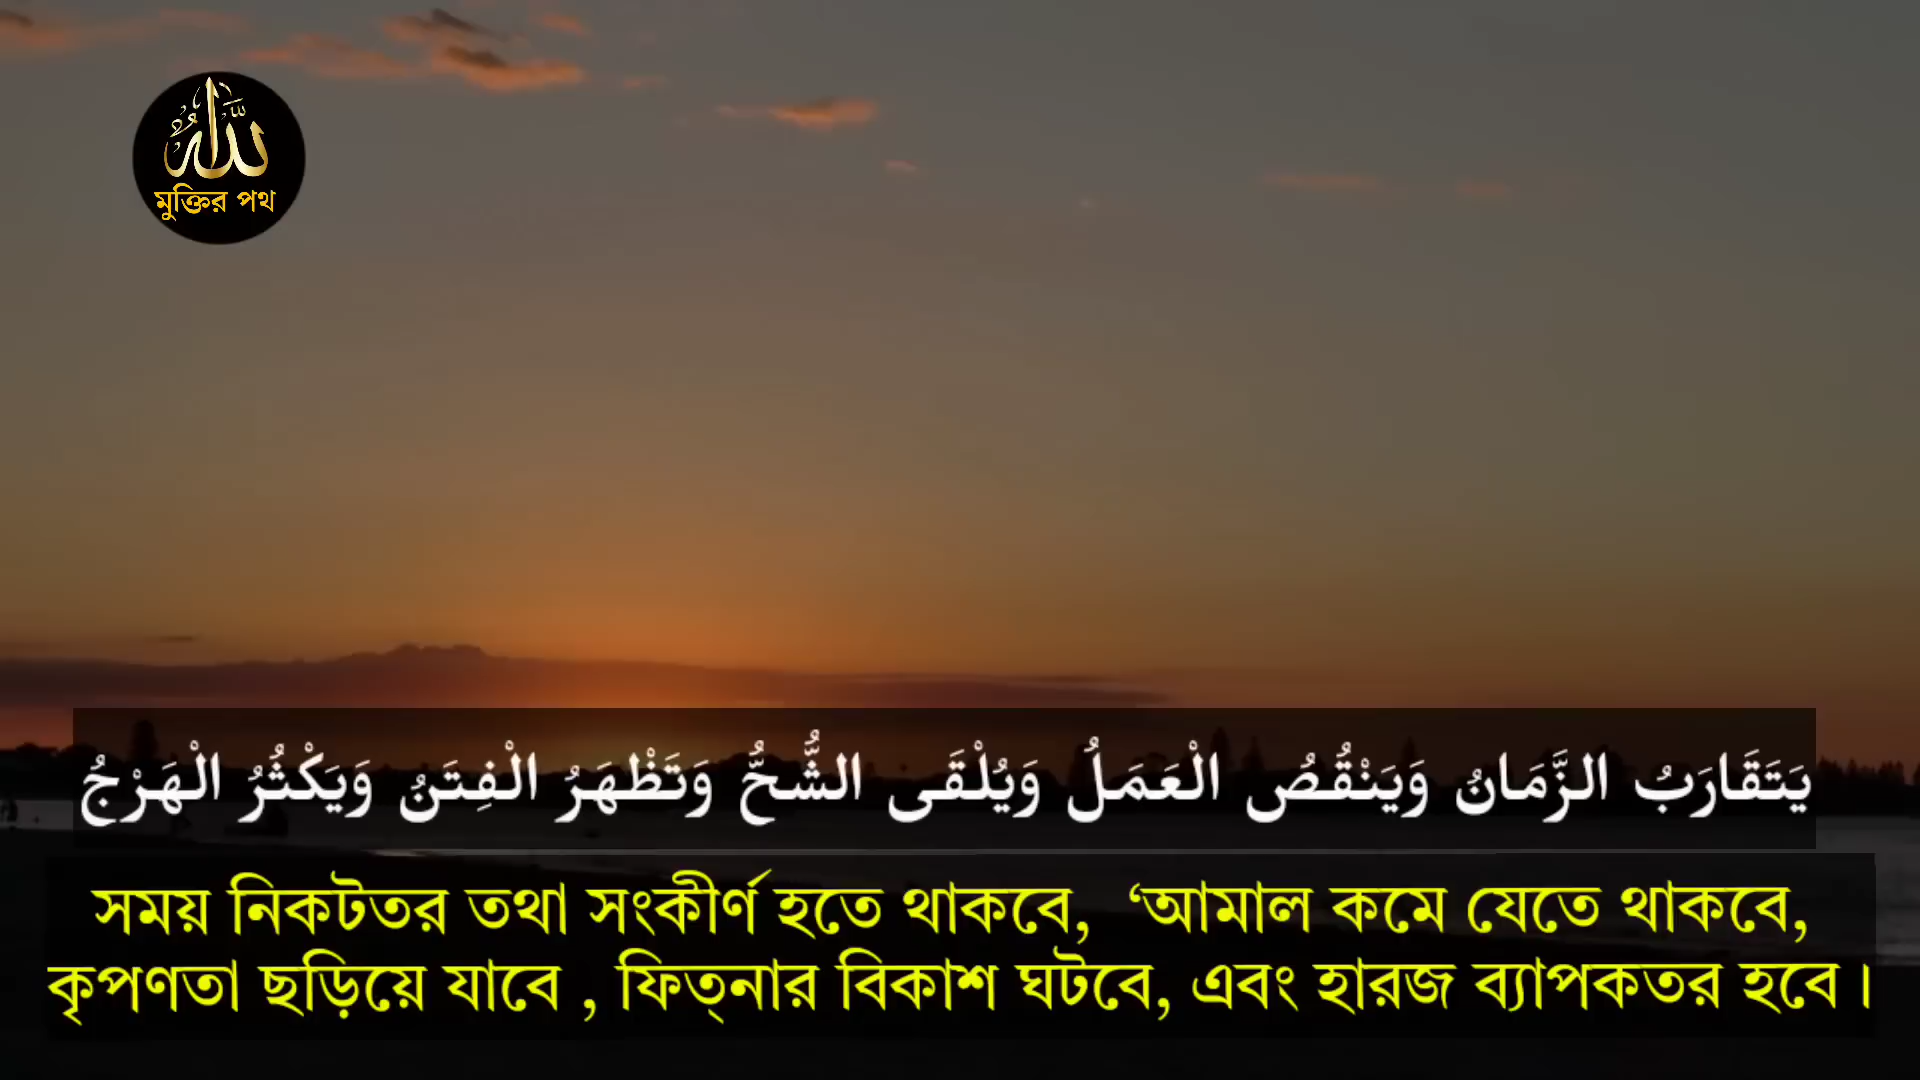 الله
মুক্তির পথ
يَتَقَارَبُ الزَّمَانُ وَيَنْقُصُ الْعَمَلُ وَيُلْقَى الشُّحُّ وَتَظْهَرُ الْفِتَنُ وَيَكْثُرُ الْهَرْجُ
সময় নিকটতর তথা সংকীর্ণ হতে থাকবে, ‘আমাল কমে যেতে থাকবে,
কৃপণতা ছড়িয়ে যাবে , ফিত্নার বিকাশ ঘটবে, এবং হারজ ব্যাপকতর হবে।